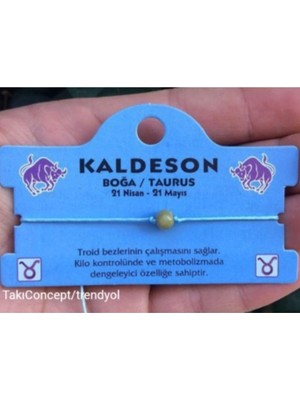 KALDESON
BOĞA / TAURUS
21 Nisan - 21 Mayıs
Troid bezlerinin çalışmasını sağlar.
Kilo kontrolünde ve metobolizmada
dengeleyici özelliğe sahiptir.
TakıConcept/trendyol